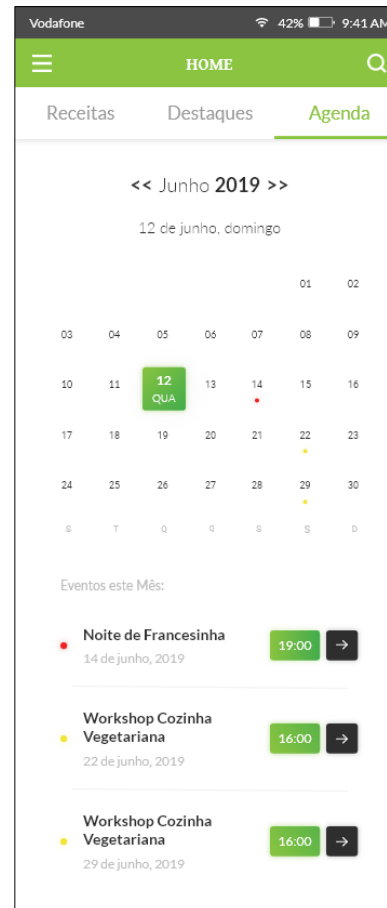 Vodafone 42% 9:41 AM
HOME
Receitas Destaques Agenda
<< Junho 2019 >>
12 de junho, domingo
01 02
03 04 05 06 07 08 09
10 11 12 13 14 15 16
QUA
17 18 19 20 21 22 23
24 25 26 27 28 29 30
S T Q Q S S D
Eventos este Mês:
Noite de Francesinha
14 de junho, 2019
19:00
Workshop Cozinha
Vegetariana
22 de junho, 2019
16:00
Workshop Cozinha
Vegetariana
29 de junho, 2019
16:00